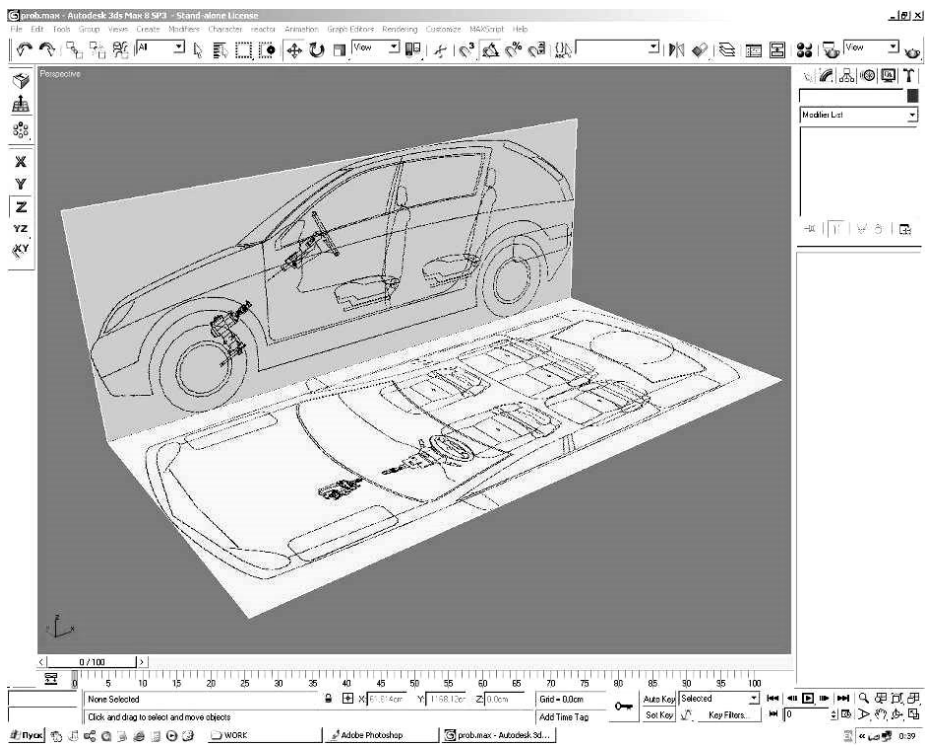 prob.max - Autodesk 3ds Max 8 SP3 - Stand-alone License
File Edit Tools Group Views Create Modifiers Character reactor Animation Graph Editors Rendering Customize MAXScript Help
All View View
Perspective
Modifier List
X
Y
Z
YZ
XY
0 / 100
0 5 10 15 20 25 30 35 40 45 50 55 60 65 70 75 80 85 90 95 100
None Selected X: Y: Z: 0.0cm Grid = 0.0cm Auto Key Selected
Click and drag to select and move objects Add Time Tag Set Key Key Filters... 0
Пуск WORK Adobe Photoshop prob.max - Autodesk 3d... 0:39